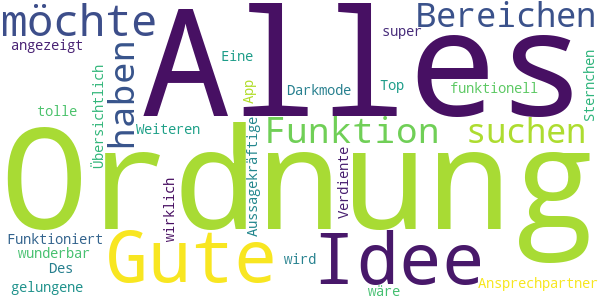 möchte
Alles
Bereichen
super
angezeigt
haben
Eine
Sternchen
Übersichtlich
App
Darkmode
Top
funktionell
tolle
Aussagekräftige
Weiteren
Funktion
suchen
Ordnung
Verdiente
wirklich
Funktioniert
Gute
Idee
wunderbar
Des
wird
gelungene
wäre
Ansprechpartner